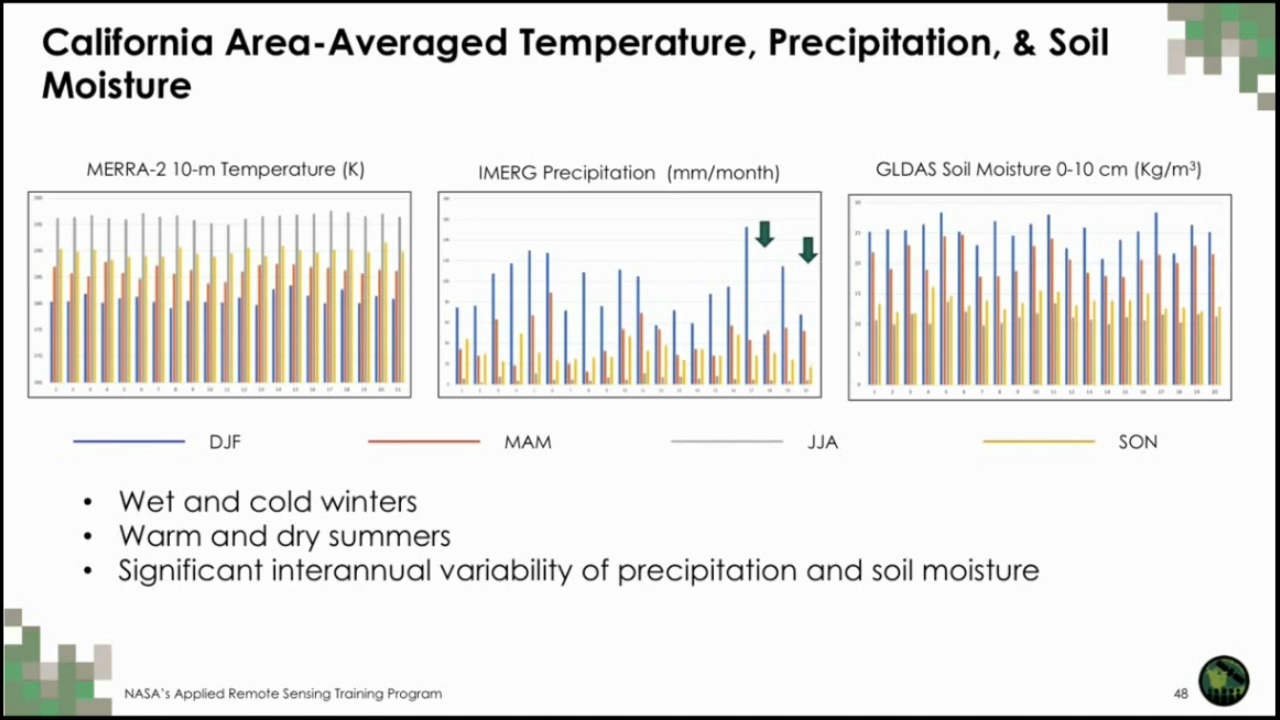 California Area-Averaged Temperature, Precipitation, & Soil
Moisture
MERRA-2 10-m Temperature (K)
IMERG Precipitation (mm/month)
GLDAS Soil Moisture 0-10 cm (Kg/m³)
DJF
MAM
JJA
SON
• Wet and cold winters
• Warm and dry summers
• Significant interannual variability of precipitation and soil moisture
NASA's Applied Remote Sensing Training Program
48